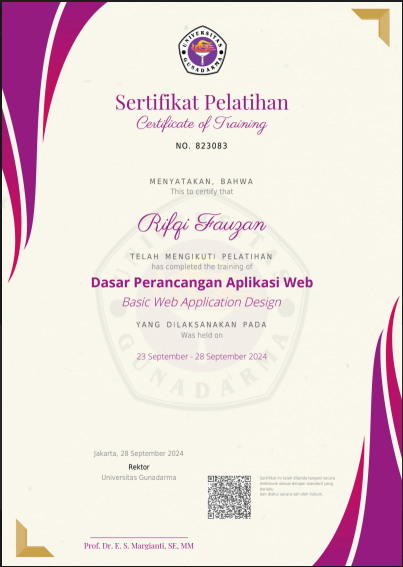 UNIVERSITAS
GUNADARMA
Sertifikat Pelatihan
Certificate of Training
NO. 823083
MENYATAKAN, BAHWA
This to certify that
Rifqi Fauzan
TELAH MENGIKUTI PELATIHAN
has completed the training of
Dasar Perancangan Aplikasi Web
Basic Web Application Design
YANG DILAKSANAKAN PADA
Was held on
23 September - 28 September 2024
UNIVERSITAS
GUNADARMA
Jakarta, 28 September 2024
Rektor
Universitas Gunadarma
Sertifikat ini telah ditanda tangani secara
elektronik sesuai dengan standard yang
berlaku
dan diakui secara sah oleh hukum.
Prof. Dr. E. S. Margianti, SE, MM